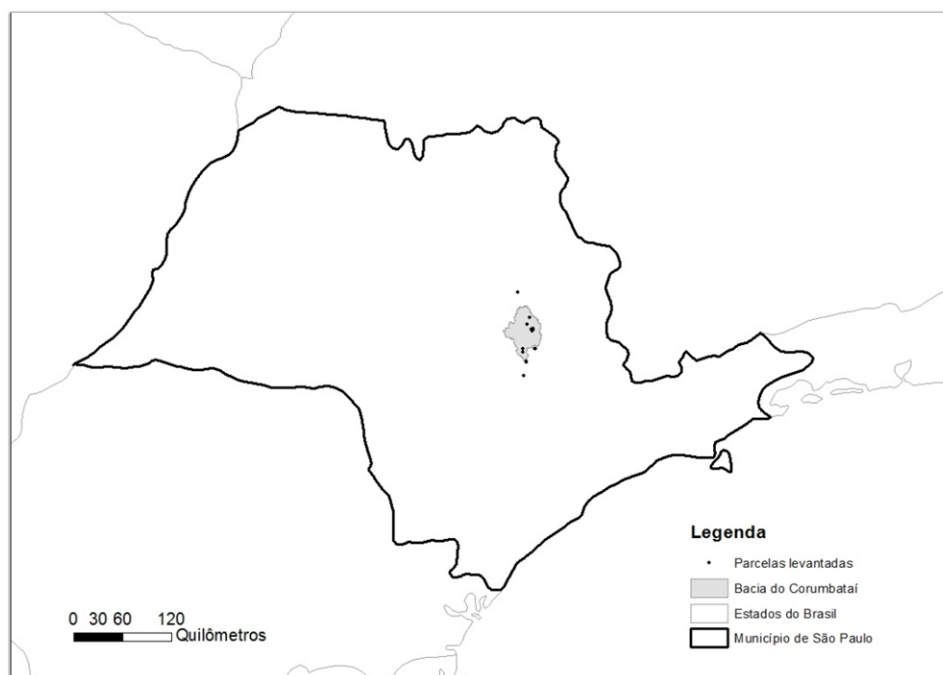 Legenda
Parcelas levantadas
Bacia do Corumbataí
Estados do Brasil
Município de São Paulo
0 30 60 120
Quilômetros